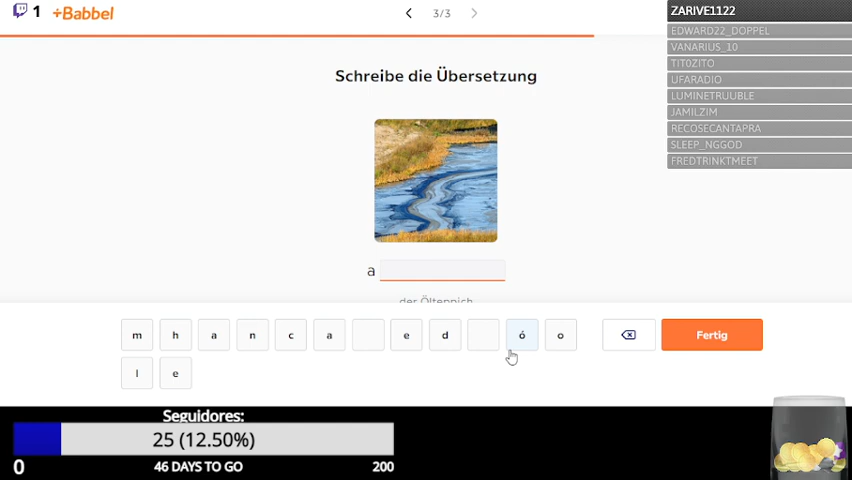 1 +Babbel
3/3
ZARIVE1122
EDWARD22_DOPPEL
VANARIUS_10
TIT0ZITO
UFARADIO
LUMINETRUUBLE
JAMILZIM
RECOSECANTAPRA
SLEEP_NGGOD
FREDTRINKTMEET
Schreibe die Übersetzung
a
der Ölteppich
m h a n c a e d ó o
Fertig
l e
Seguidores:
25 (12.50%)
0 46 DAYS TO GO 200